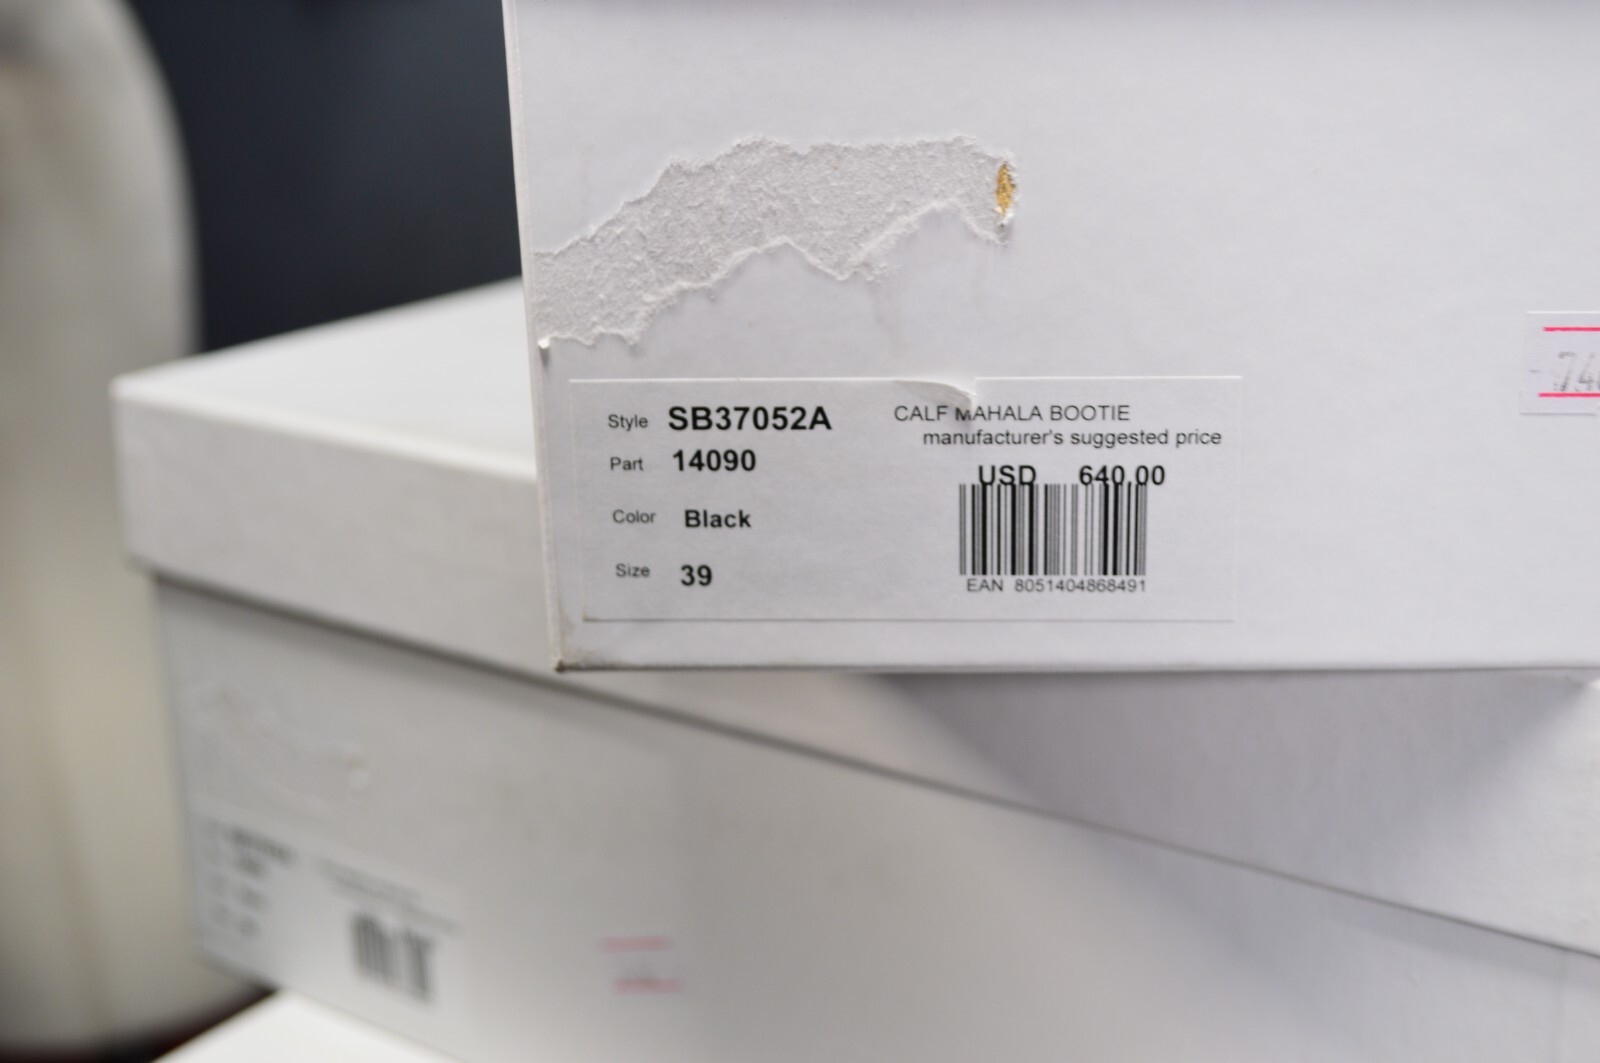 Style SB37052A
Part 14090
Color Black
Size 39
CALF MAHALA BOOTIE
manufacturer's suggested price
USD 640.00
EAN 8051404868491